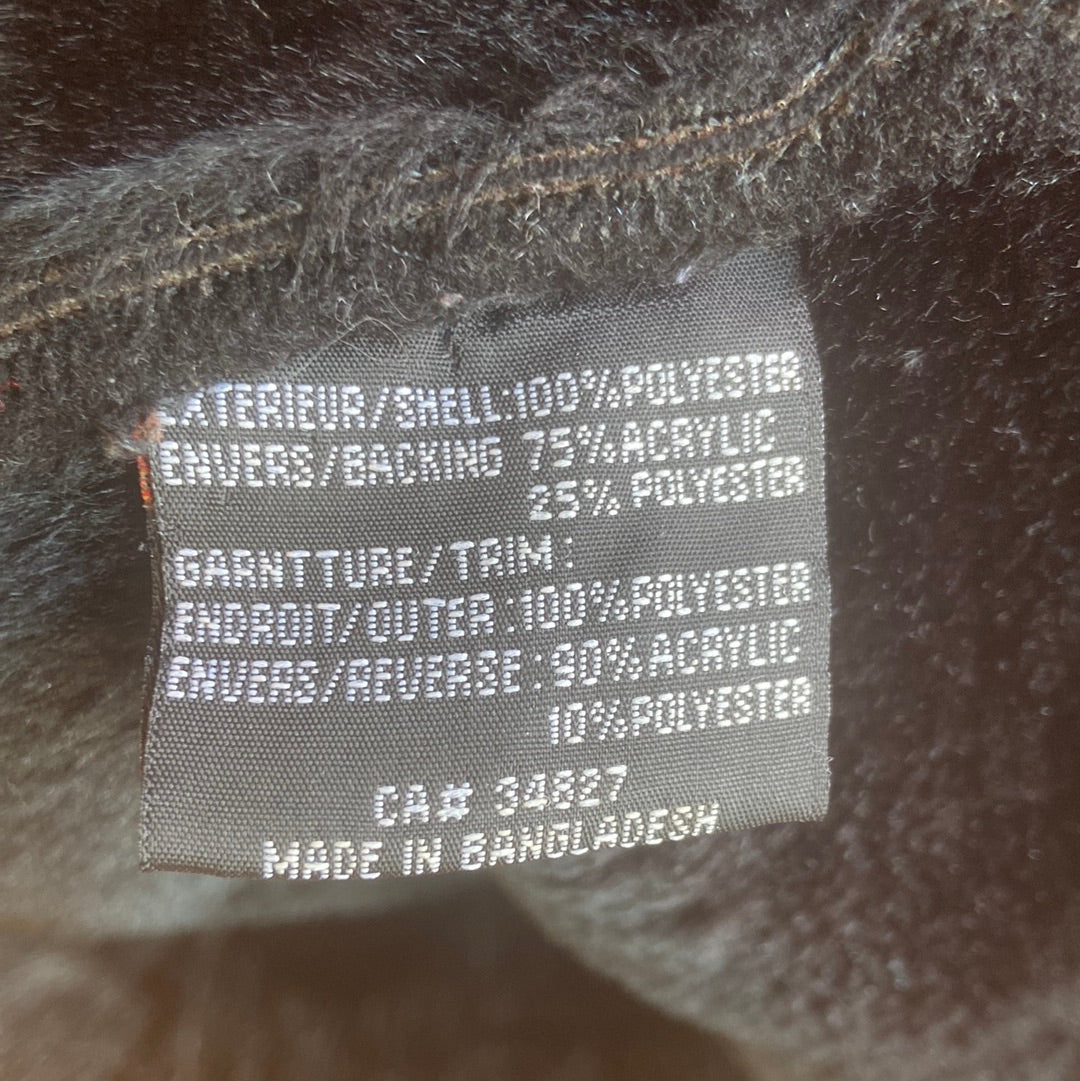 EXTERIEUR/SHELL:100%POLYESTER
ENVERS/BACKING 75%ACRYLIC
25% POLYESTER
GARNTTURE/TRIM:
ENDROIT/OUTER:100%POLYESTER
ENVERS/REVERSE:90%ACRYLIC
10%POLYESTER
CA# 34827
MADE IN BANGLADESH